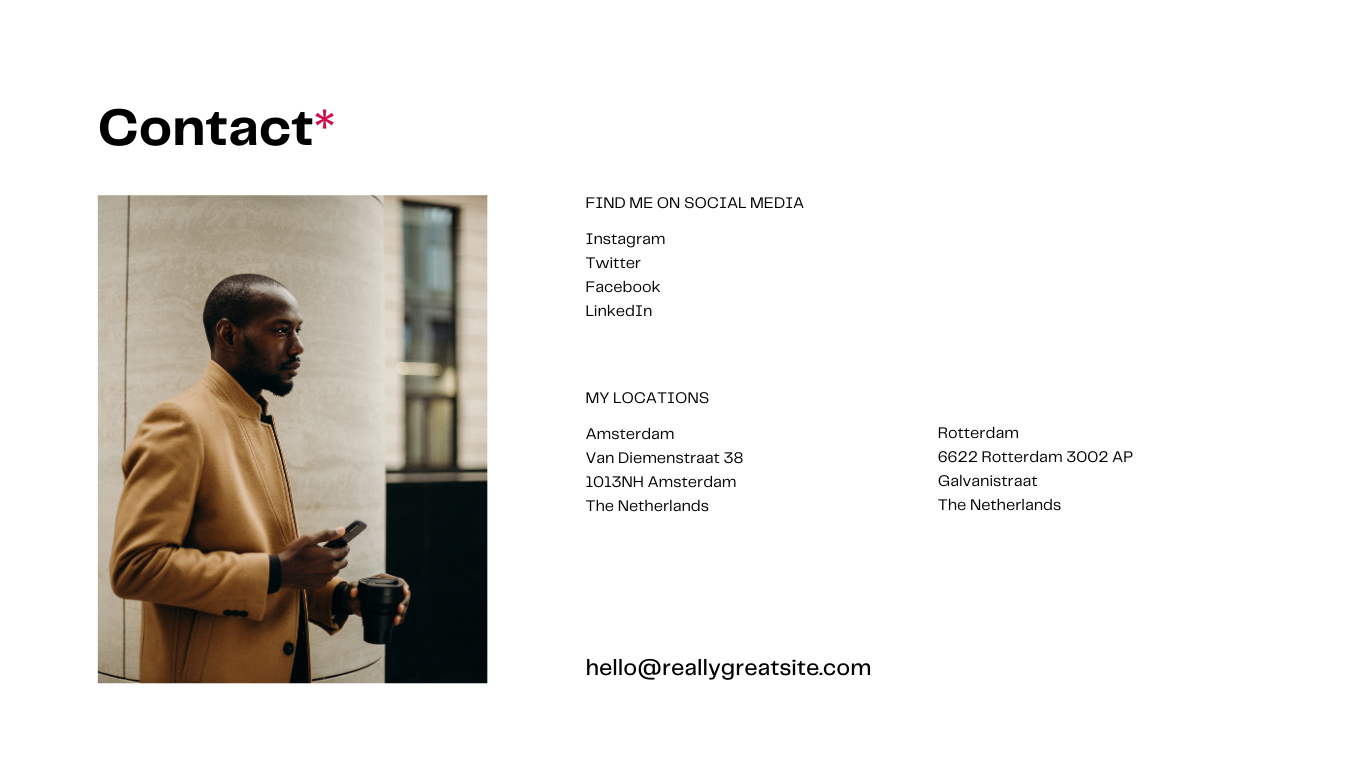 Contact*
FIND ME ON SOCIAL MEDIA
Instagram
Twitter
Facebook
LinkedIn
MY LOCATIONS
Amsterdam
Van Diemenstraat 38
1013NH Amsterdam
The Netherlands
Rotterdam
6622 Rotterdam 3002 AP
Galvanistraat
The Netherlands
hello@reallygreatsite.com